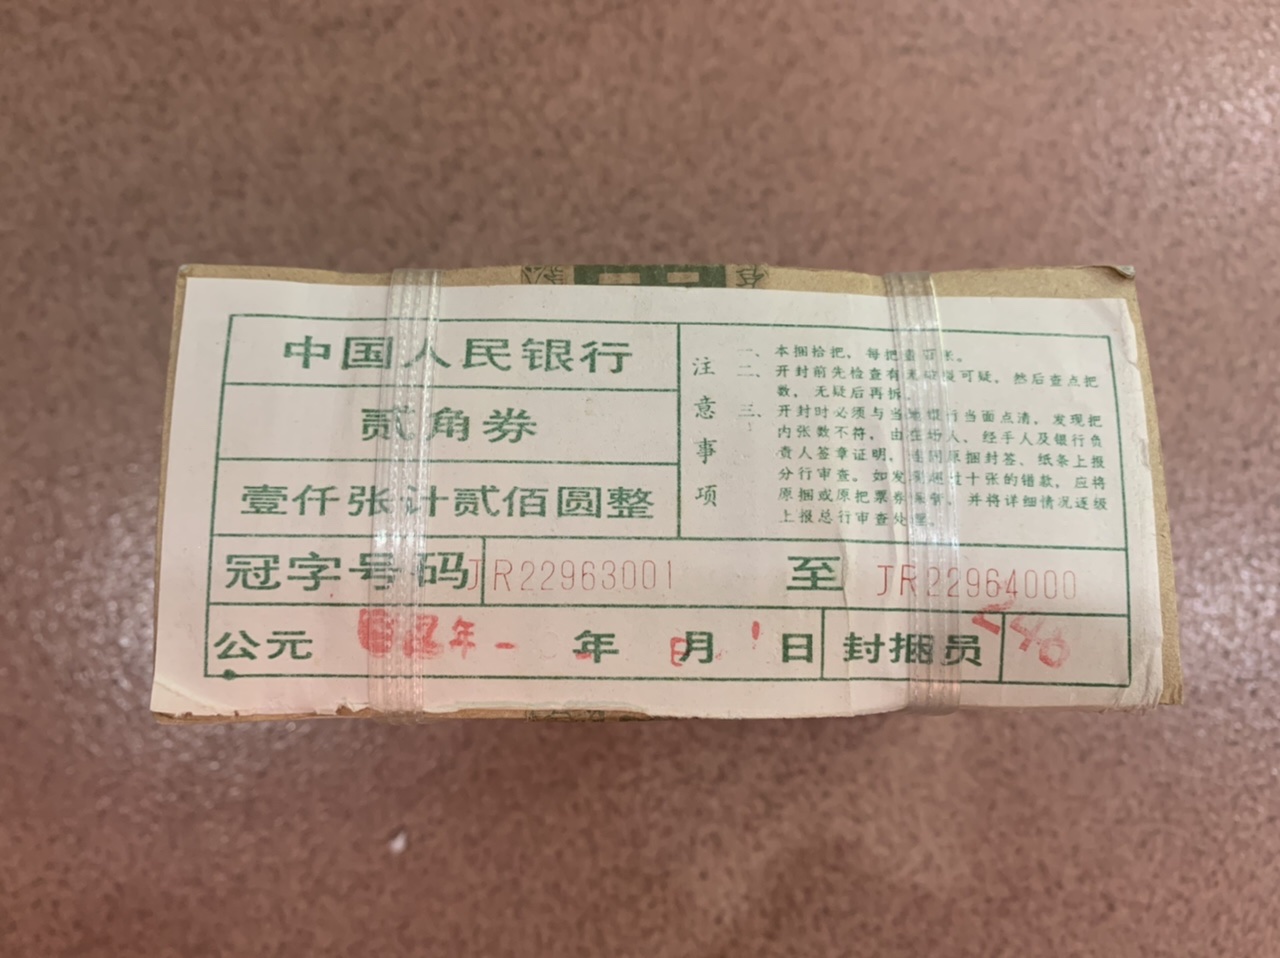 中国人民银行
贰角券
壹仟张计贰佰圆整
注意事项
一、本捆拾把，每把壹百张。
二、开封前先检查有无破损可疑，然后查点把
数，无疑后再拆。
三、开封时必须与当地银行当面点清，发现把
内张数不符，由在场人、经手人及银行负
责人签章证明，连同原捆封签、纸条上报
分行审查。如发现超过十张的错款，应将
原捆或原把票券保管，并将详细情况逐级
上报总行审查处理。
冠字号码 JR22963001 至 JR22964000
公元 年 月 日 封捆员